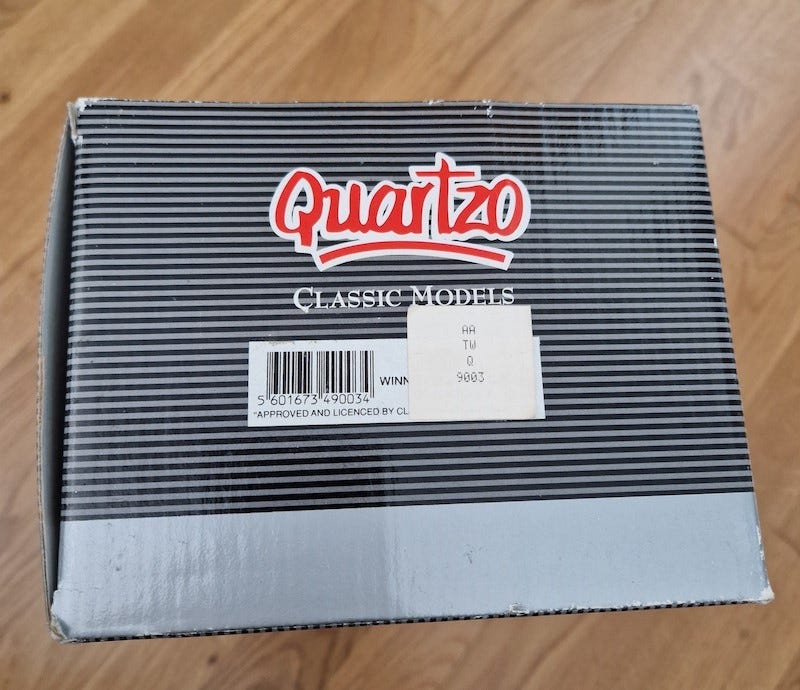 Quartzo
CLASSIC MODELS
AA
TW
Q
9003
5 601673 490034
WINN
"APPROVED AND LICENCED BY CL